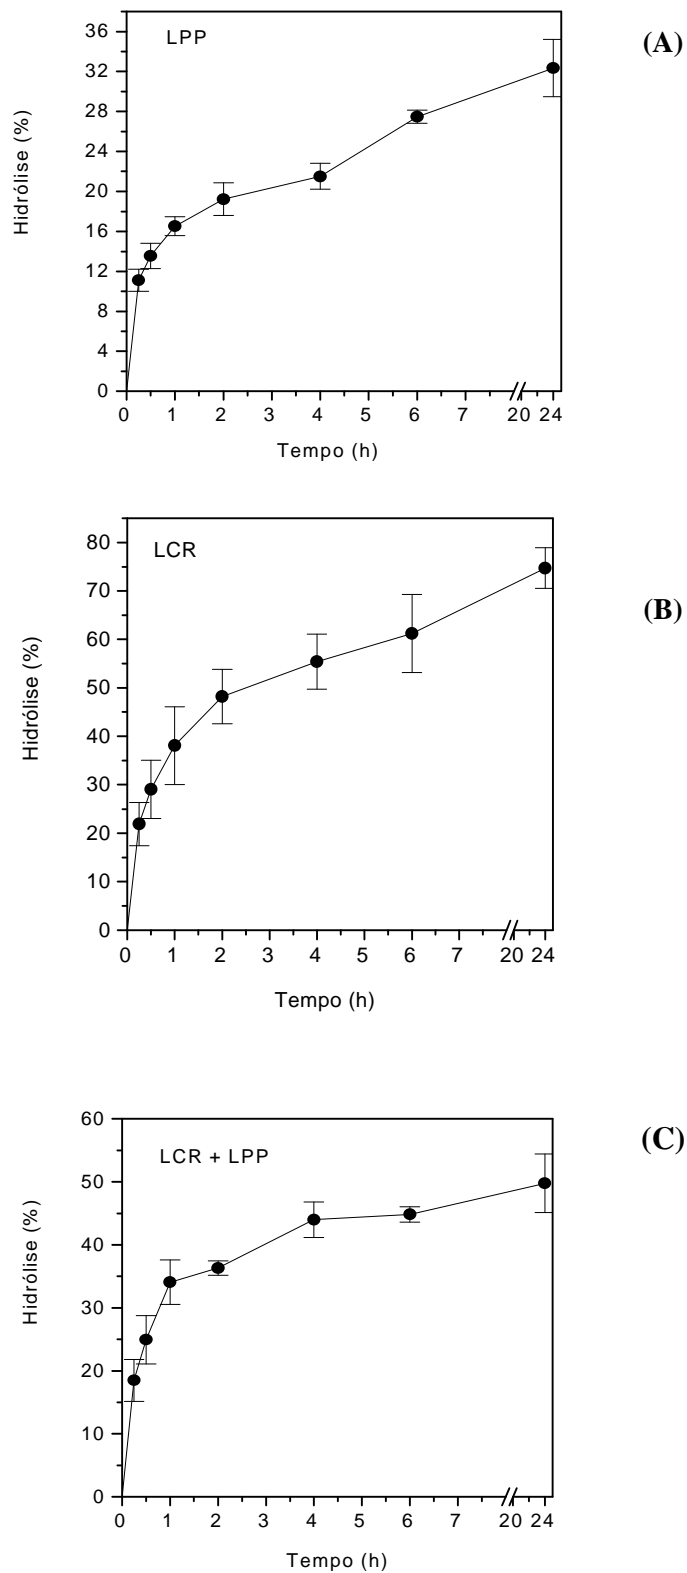 LPP
(A)
36
32
28
24
20
16
12
8
4
0
Hidrólise (%)
0 1 2 3 4 5 6 7 20 24
Tempo (h)
LCR
(B)
80
70
60
50
40
30
20
10
0
Hidrólise (%)
0 1 2 3 4 5 6 7 20 24
Tempo (h)
LCR + LPP
(C)
60
50
40
30
20
10
0
Hidrólise (%)
0 1 2 3 4 5 6 7 20 24
Tempo (h)